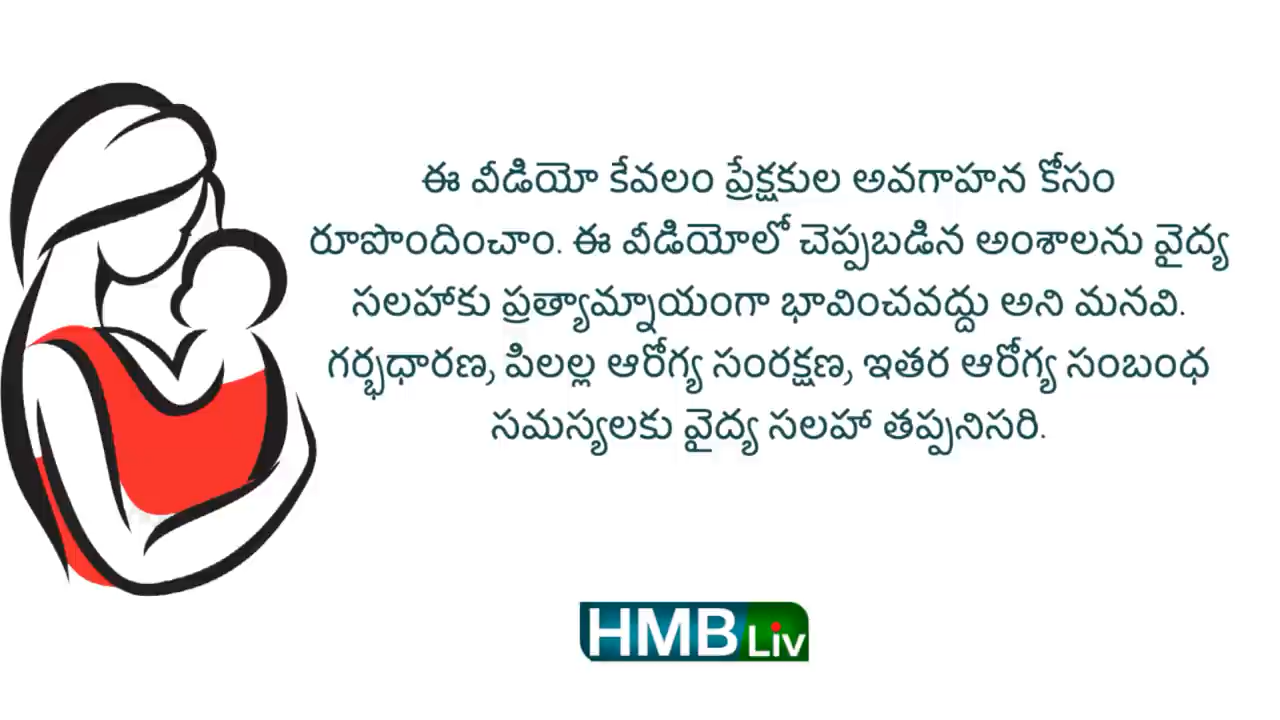 ఈ వీడియో కేవలం ప్రేక్షకుల అవగాహన కోసం
రూపొందించాం. ఈ వీడియోలో చెప్పబడిన అంశాలను వైద్య
సలహాకు ప్రత్యామ్నాయంగా భావించవద్దు అని మనవి.
గర్భధారణ, పిలల్ల ఆరోగ్య సంరక్షణ, ఇతర ఆరోగ్య సంబంధ
సమస్యలకు వైద్య సలహా తప్పనిసరి.
HMB Liv